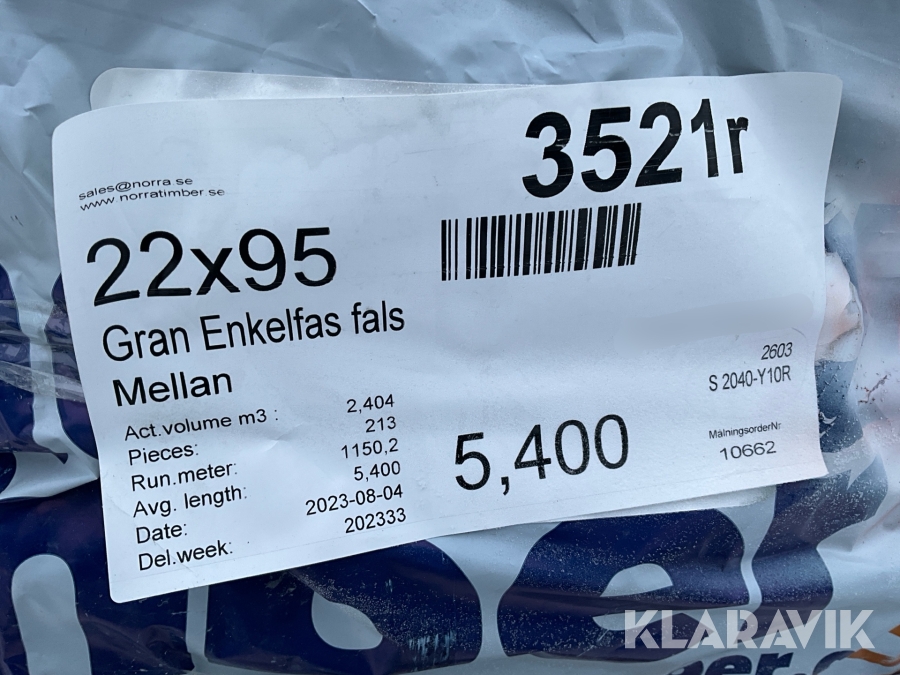 3521r
sales@norra.se
www.norratimber.se
22x95
Gran Enkelfas fals
Mellan
2603
S 2040-Y10R
Act.volume m3 : 2,404
Pieces: 213
Run.meter: 1150,2
Avg. length: 5,400
Date: 2023-08-04
Del.week: 202333
5,400
MålningsorderNr
10662
KLARAVIK